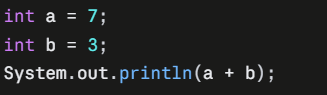 int a = 7;
int b = 3;
System.out.println(a + b);